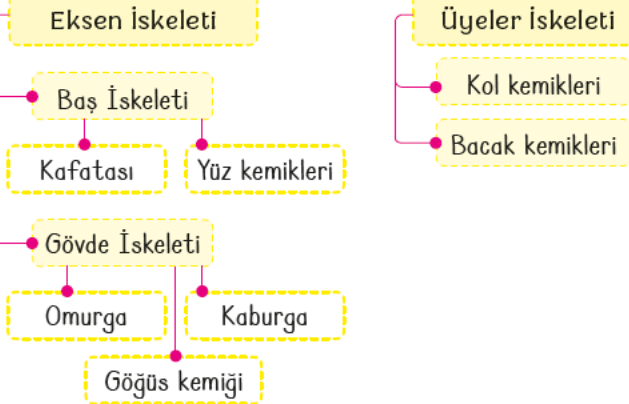 Eksen İskeleti
Baş İskeleti
Kafatası
Yüz kemikleri
Gövde İskeleti
Omurga
Kaburga
Göğüs kemiği
Üyeler İskeleti
Kol kemikleri
Bacak kemikleri